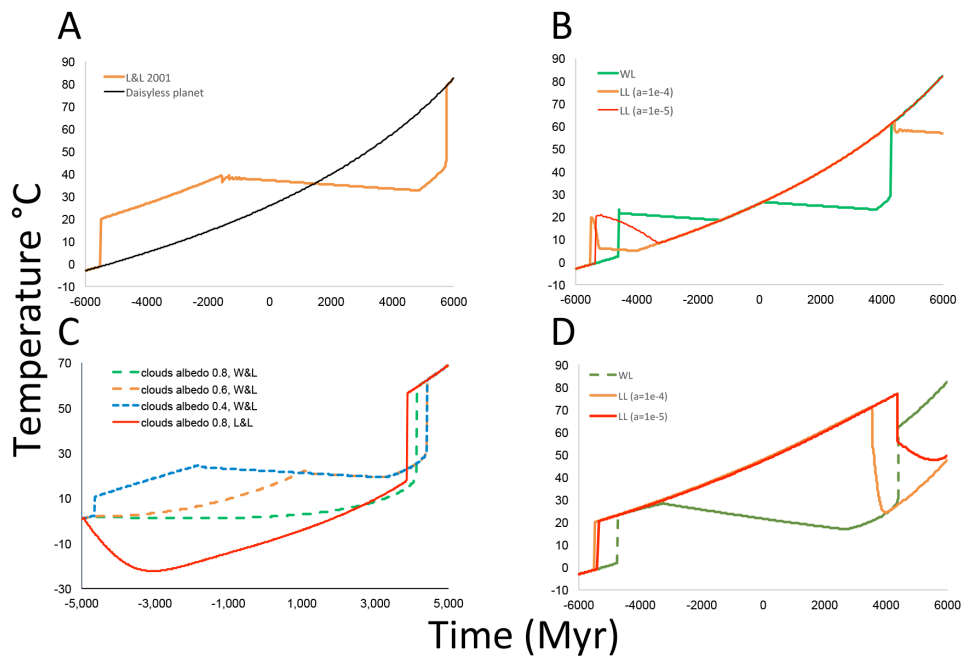 A
B
90
80
70
60
50
40
30
20
10
0
-10
-6000 -4000 -2000 0 2000 4000 6000
L&L 2001
Daisyless planet
90
80
70
60
50
40
30
20
10
0
-10
-6000 -4000 -2000 0 2000 4000 6000
WL
LL (a=1e-4)
LL (a=1e-5)
Temperature °C
C
D
70
50
30
10
-10
-30
-5,000 -3,000 -1,000 1,000 3,000 5,000
clouds albedo 0.8, W&L
clouds albedo 0.6, W&L
clouds albedo 0.4, W&L
clouds albedo 0.8, L&L
90
80
70
60
50
40
30
20
10
0
-10
-6000 -4000 -2000 0 2000 4000 6000
WL
LL (a=1e-4)
LL (a=1e-5)
Time (Myr)